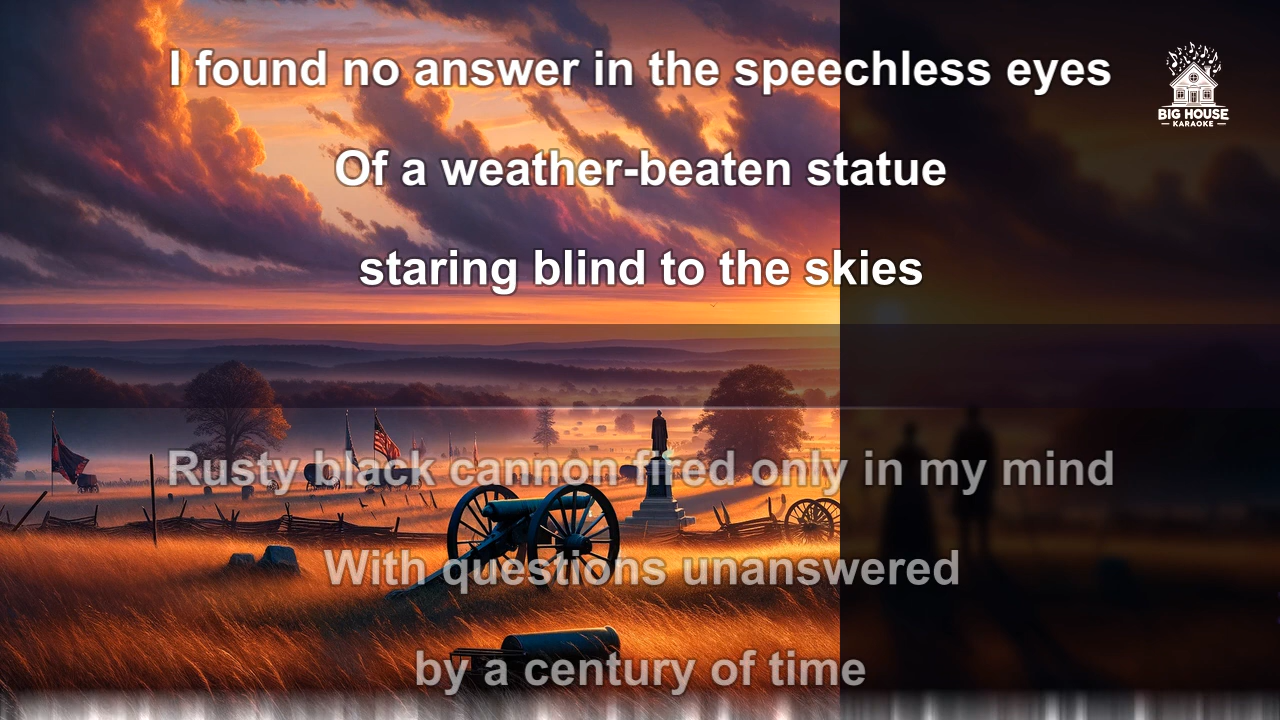 I found no answer in the speechless eyes
BIG HOUSE
KARAOKE
Of a weather-beaten statue
staring blind to the skies
Rusty black cannon fired only in my mind
With questions unanswered
by a century of time